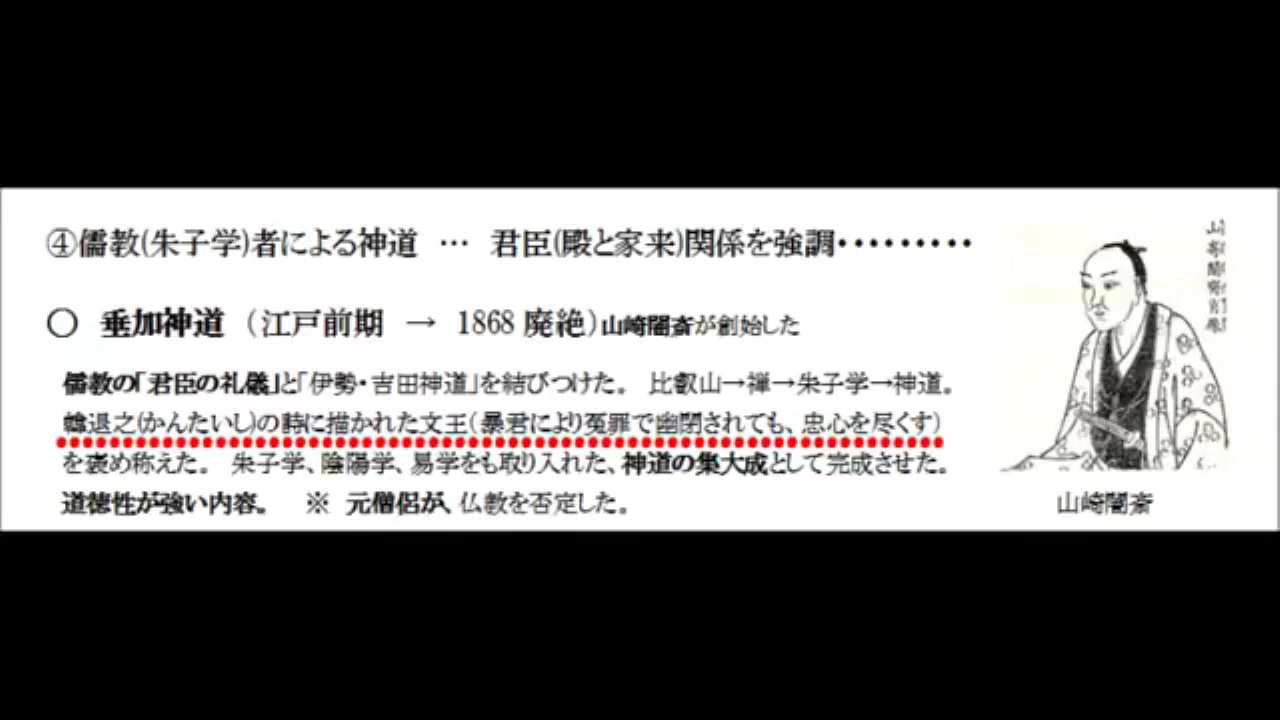 ④儒教(朱子学)者による神道 … 君臣(殿と家来)関係を強調・・・・・・・・・
○ 垂加神道 (江戸前期 → 1868 廃絶)山崎闇斎が創始した
儒教の「君臣の礼儀」と「伊勢・吉田神道」を結びつけた。 比叡山→禅→朱子学→神道。
韓退之(かんたいし)の詩に描かれた文王(暴君により冤罪で幽閉されても、忠心を尽くす)
を褒め称えた。 朱子学、陰陽学、易学をも取り入れた、神道の集大成として完成させた。
道徳性が強い内容。 ※ 元僧侶が、仏教を否定した。
山崎闇斎